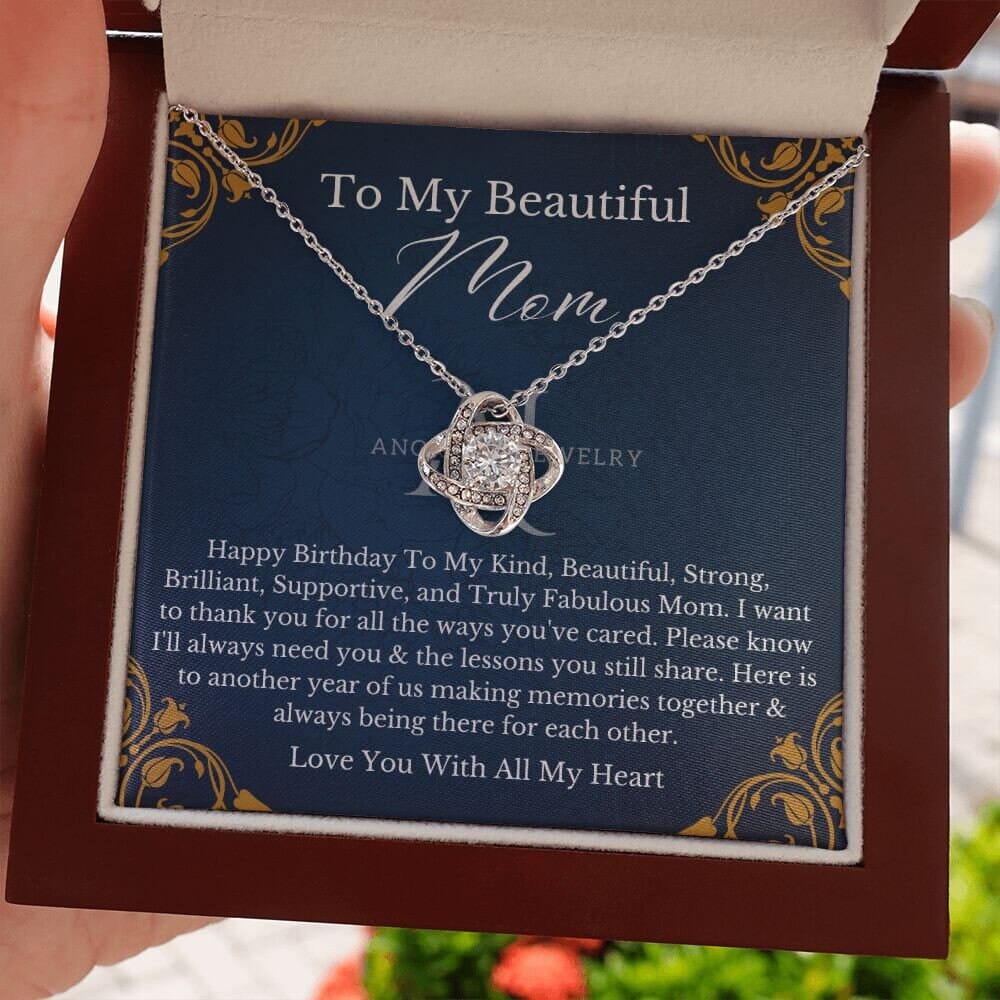 To My Beautiful
Mom
JEWELRY
Happy Birthday To My Kind, Beautiful, Strong,
Brilliant, Supportive, and Truly Fabulous Mom. I want
to thank you for all the ways you've cared. Please know
I'll always need you & the lessons you still share. Here is
to another year of us making memories together &
always being there for each other.
Love You With All My Heart